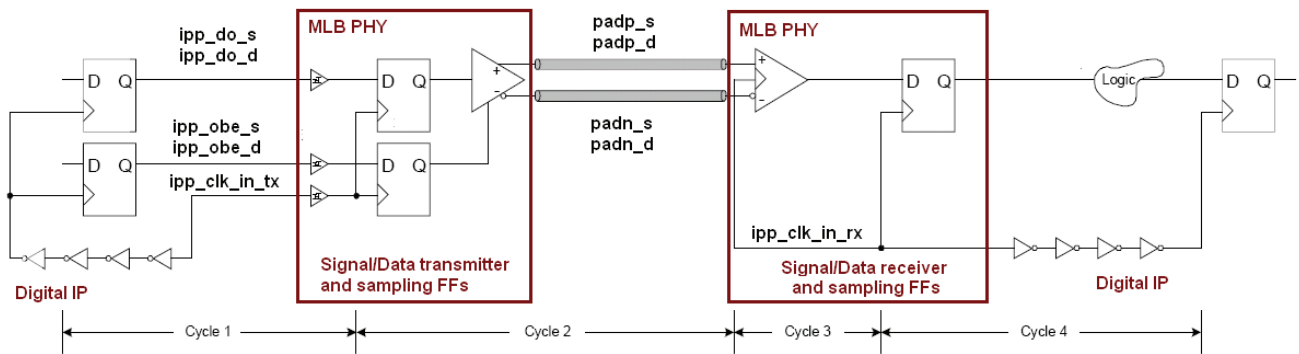 ipp_do_s
ipp_do_d
MLB PHY
padp_s
padp_d
MLB PHY
D Q
D Q
+
-
+
-
D Q
Logic
D Q
ipp_obe_s
ipp_obe_d
padn_s
padn_d
D Q
D Q
ipp_clk_in_tx
ipp_clk_in_rx
Digital IP
Signal/Data transmitter
and sampling FFs
Signal/Data receiver
and sampling FFs
Digital IP
Cycle 1
Cycle 2
Cycle 3
Cycle 4